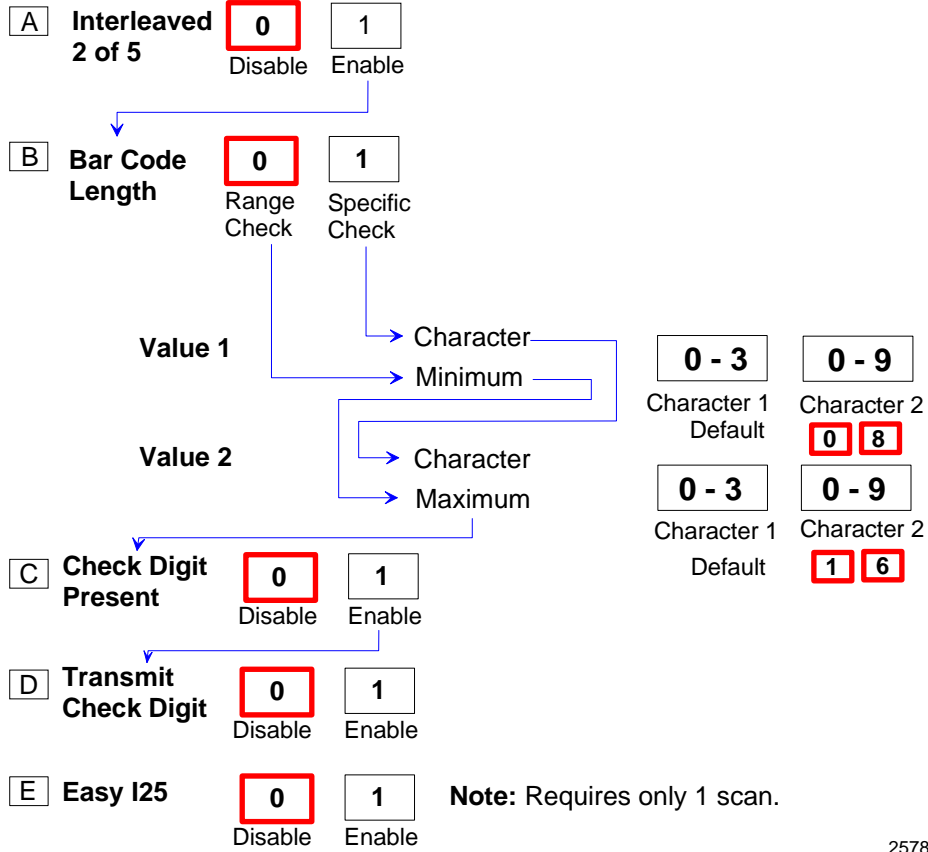 A Interleaved 2 of 5 0 1
Disable Enable
B Bar Code Length 0 1
Range Check Specific Check
Value 1 Character
Minimum
0 - 3 0 - 9
Character 1 Character 2
Default 0 8
Value 2 Character
Maximum
0 - 3 0 - 9
Character 1 Character 2
Default 1 6
C Check Digit Present 0 1
Disable Enable
D Transmit Check Digit 0 1
Disable Enable
E Easy I25 0 1 Note: Requires only 1 scan.
Disable Enable
2578